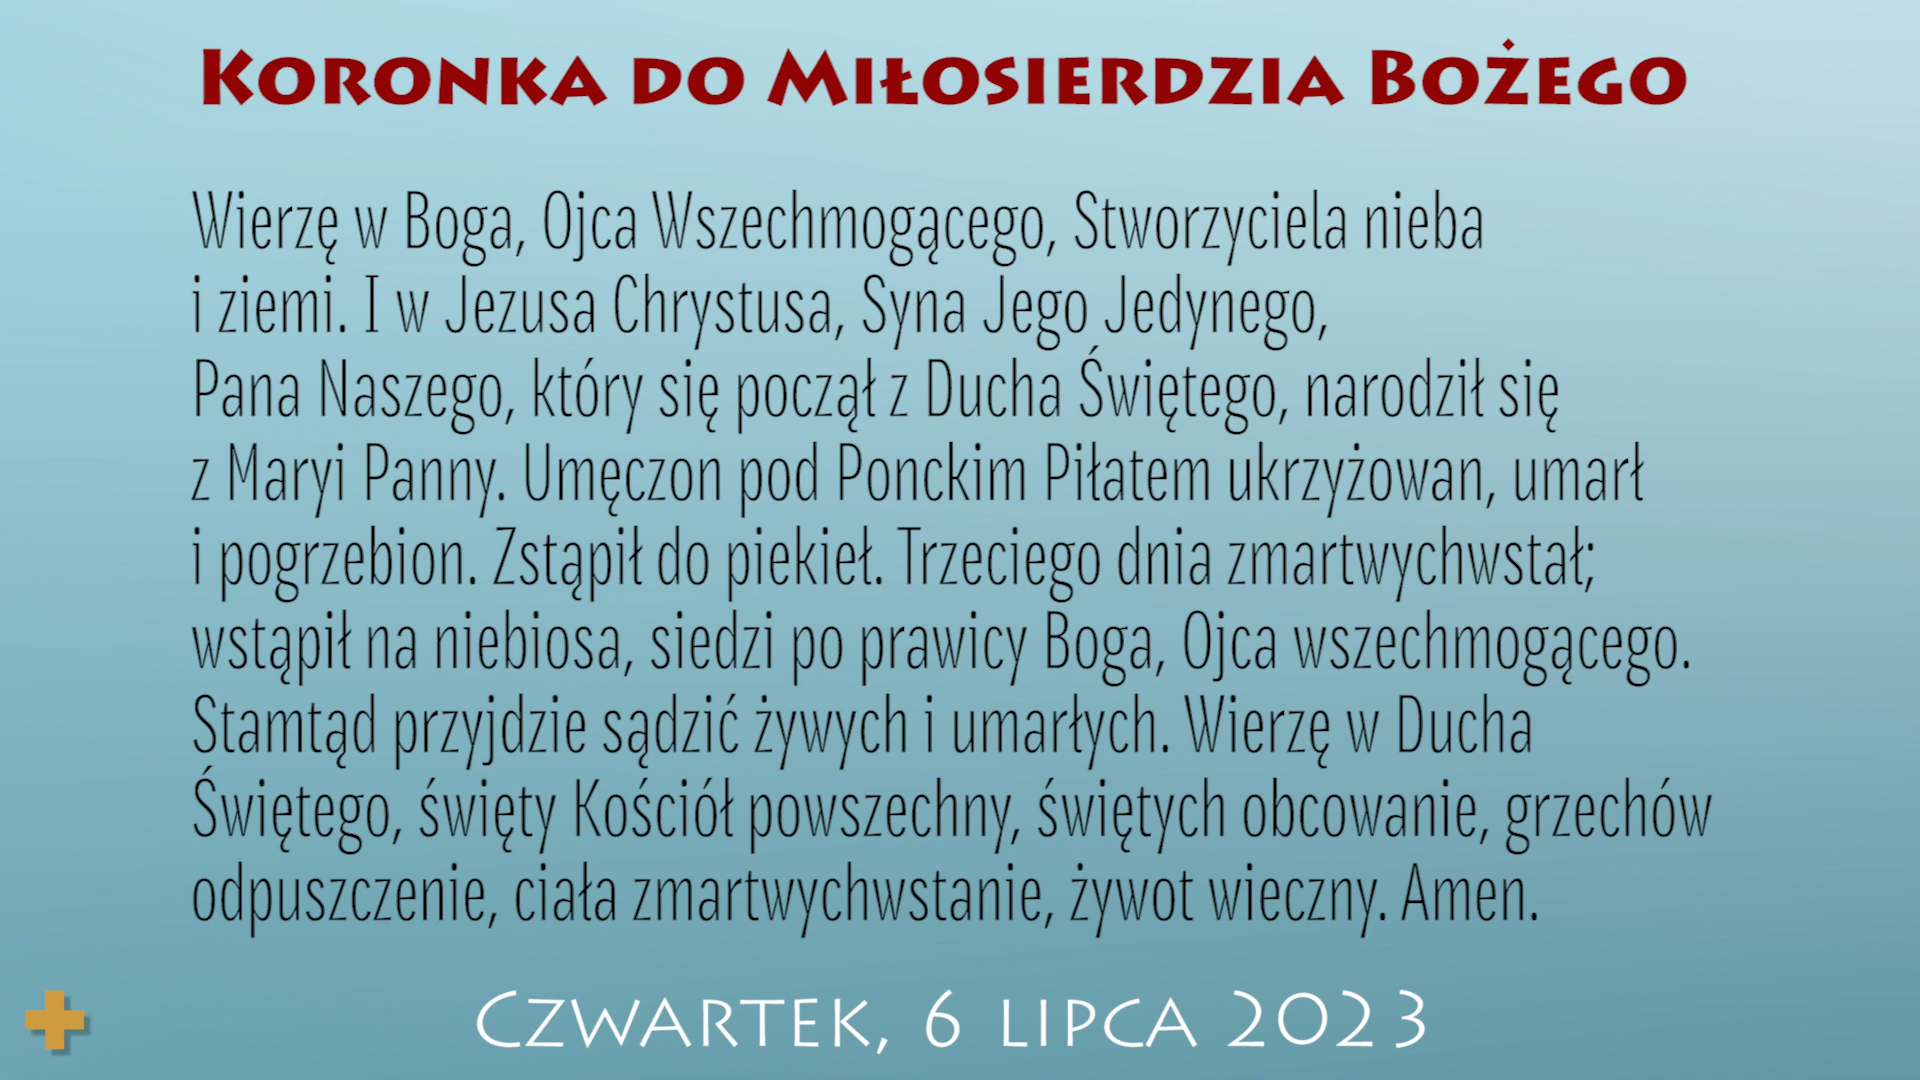 Koronka do Miłosierdzia Bożego
Wierzę w Boga, Ojca Wszechmogącego, Stworzyciela nieba
i ziemi. I w Jezusa Chrystusa, Syna Jego Jedynego,
Pana Naszego, który się począł z Ducha Świętego, narodził się
z Maryi Panny. Umęczon pod Ponckim Piłatem ukrzyżowan, umarł
i pogrzebion. Zstąpił do piekieł. Trzeciego dnia zmartwychwstał;
wstąpił na niebiosa, siedzi po prawicy Boga, Ojca wszechmogącego.
Stamtąd przyjdzie sądzić żywych i umarłych. Wierzę w Ducha
Świętego, święty Kościół powszechny, świętych obcowanie, grzechów
odpuszczenie, ciała zmartwychwstanie, żywot wieczny. Amen.
Czwartek, 6 lipca 2023